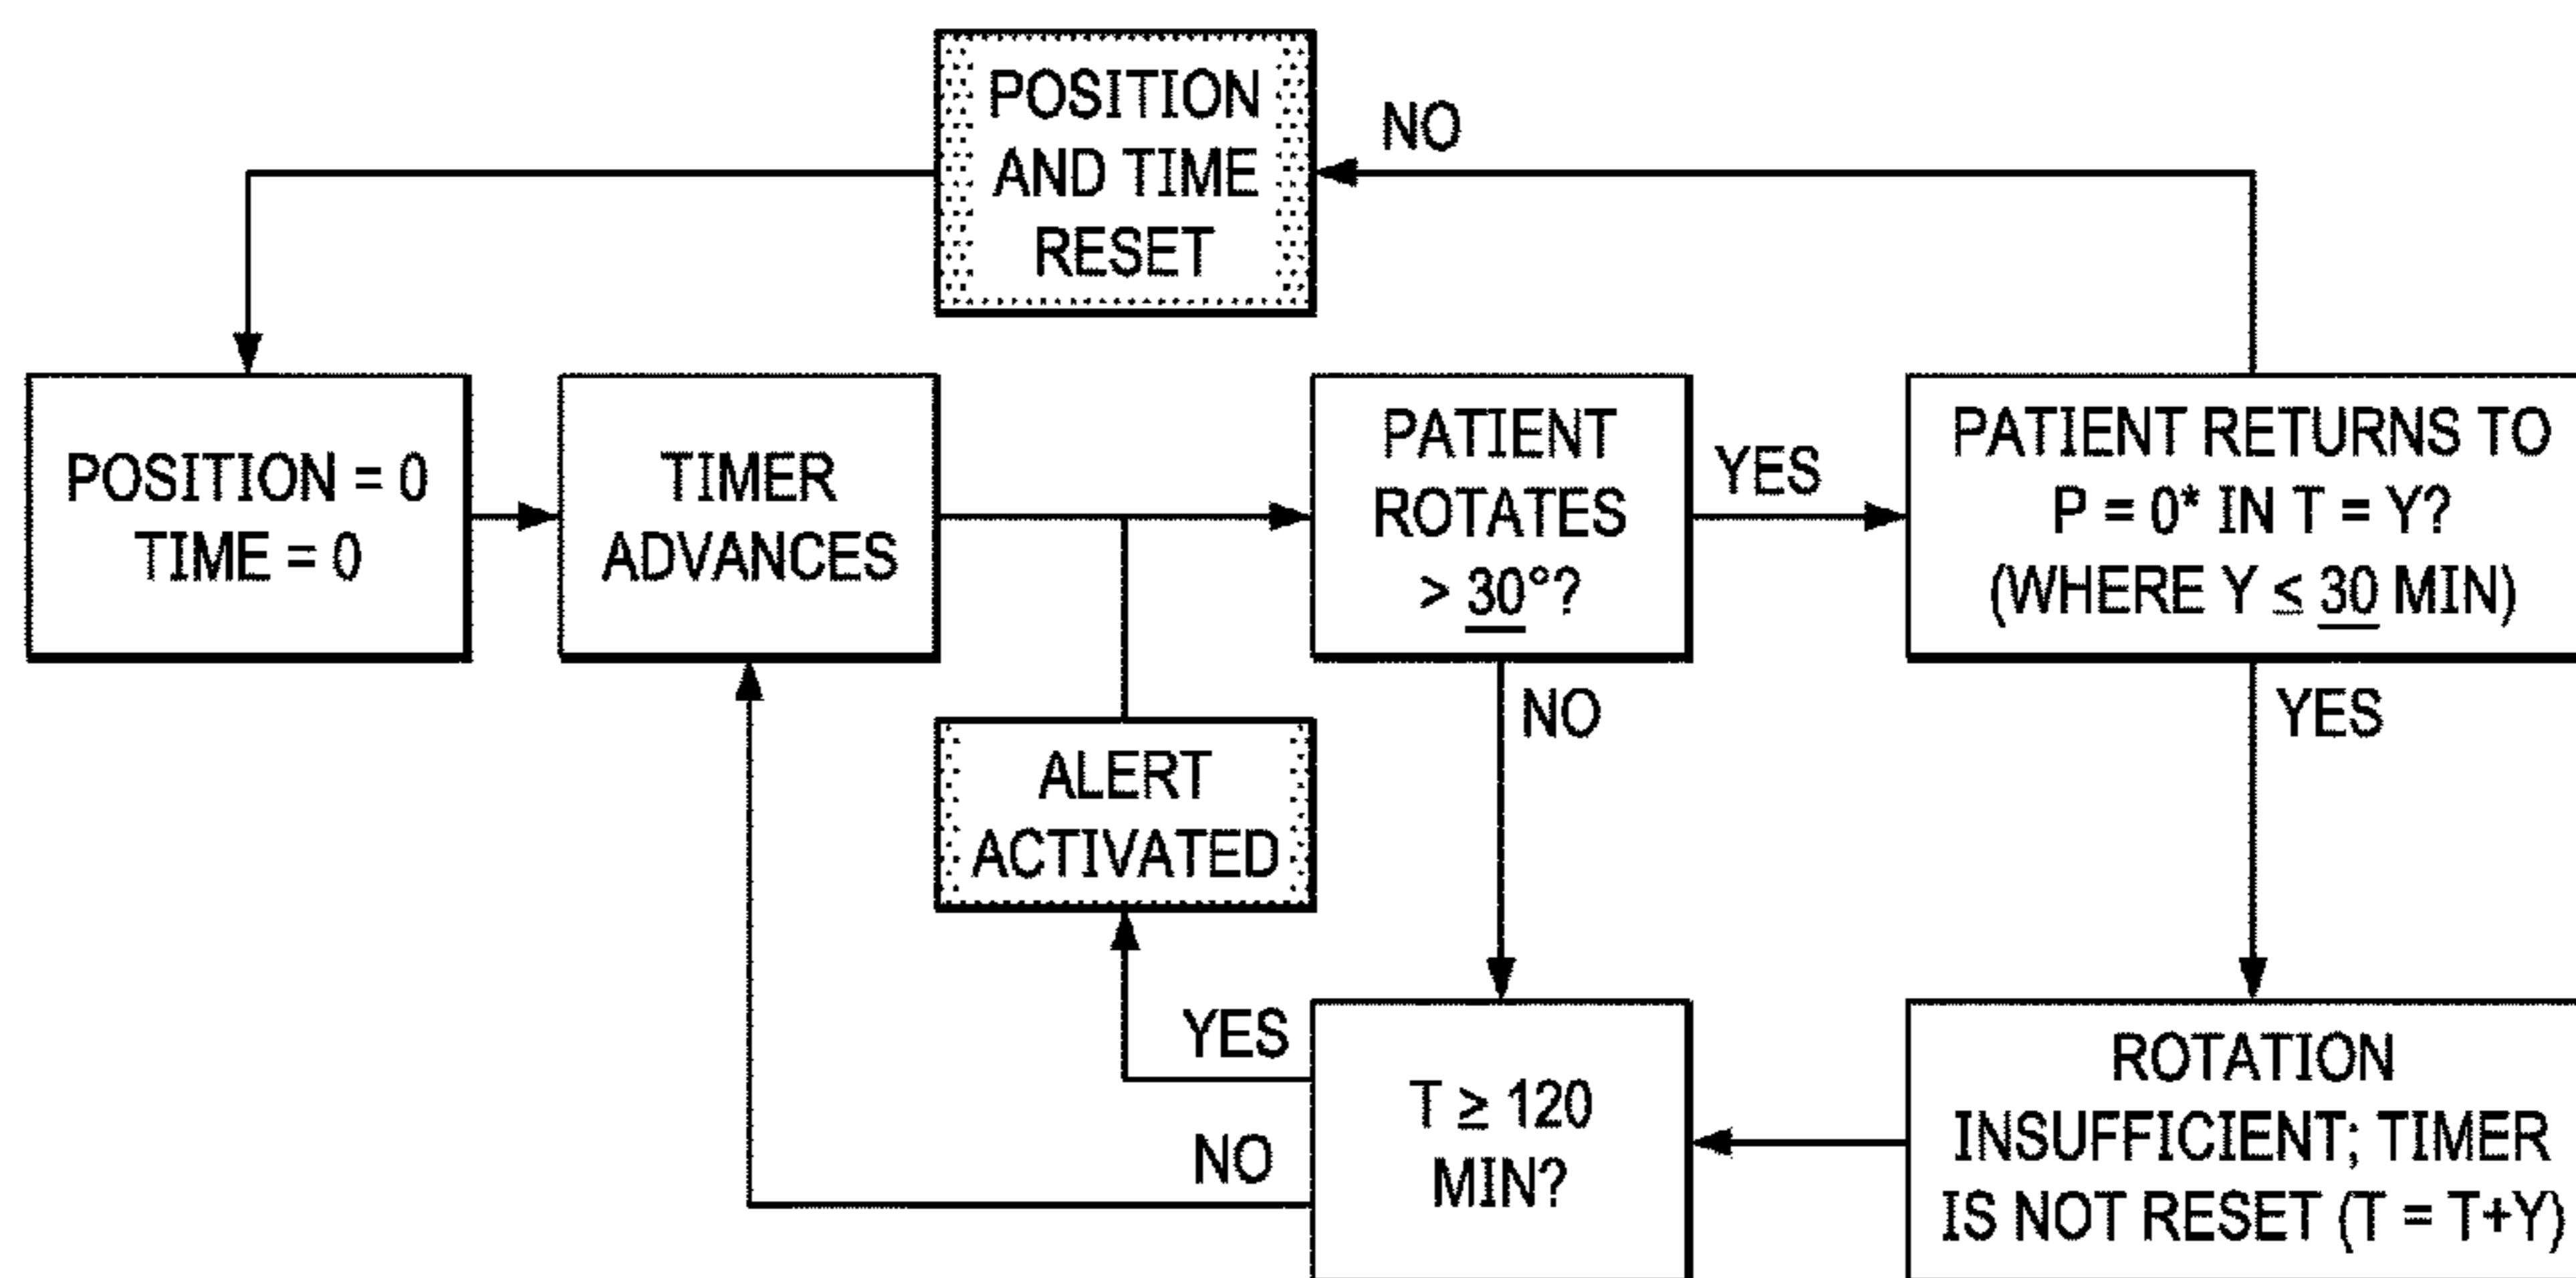 POSITION
AND TIME
RESET
NO
POSITION = 0
TIME = 0
TIMER
ADVANCES
PATIENT
ROTATES
> 30°?
YES
PATIENT RETURNS TO
P = 0* IN T = Y?
(WHERE Y ≤ 30 MIN)
NO
YES
ALERT
ACTIVATED
YES
NO
T ≥ 120
MIN?
ROTATION
INSUFFICIENT; TIMER
IS NOT RESET (T = T+Y)